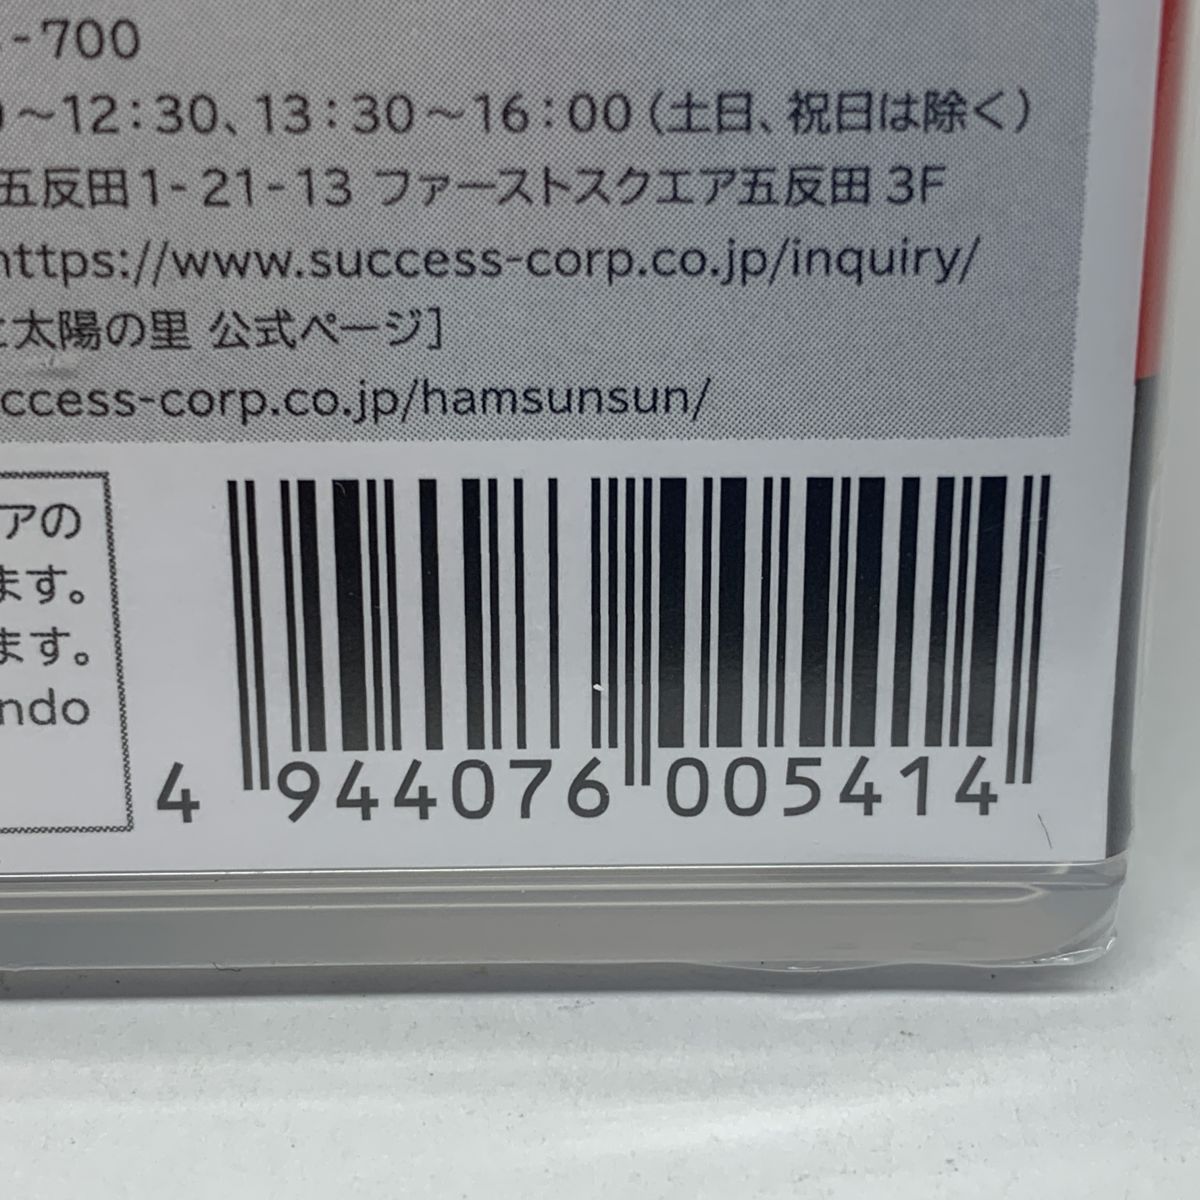 -700
～12：30、13：30～16：00（土日、祝日は除く）
五反田1-21-13 ファーストスクエア五反田 3F
https://www.success-corp.co.jp/inquiry/
と太陽の里 公式ページ］
ccess-corp.co.jp/hamsunsun/
アの
ます。
ます。
ndo
4 944076 005414